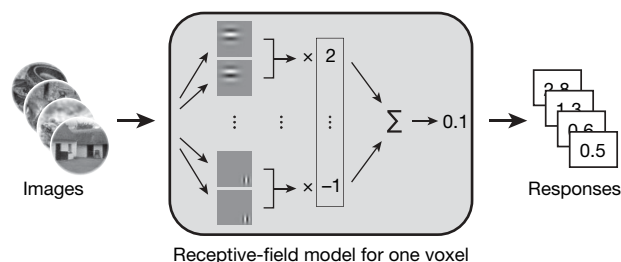 × 2
Σ
0.1
× −1
2.8
1.3
0.6
0.5
Images
Responses
Receptive-field model for one voxel